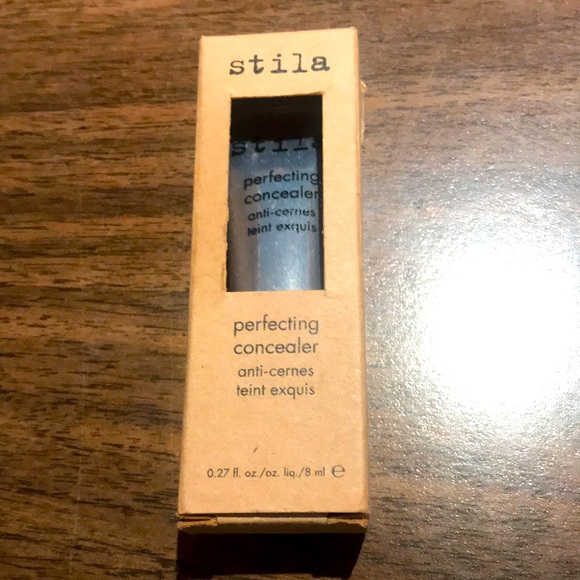 stila
stila
perfecting
concealer
anti-cernes
teint exquis
perfecting
concealer
anti-cernes
teint exquis
0.27 fl. oz./oz. liq./8 ml ℮